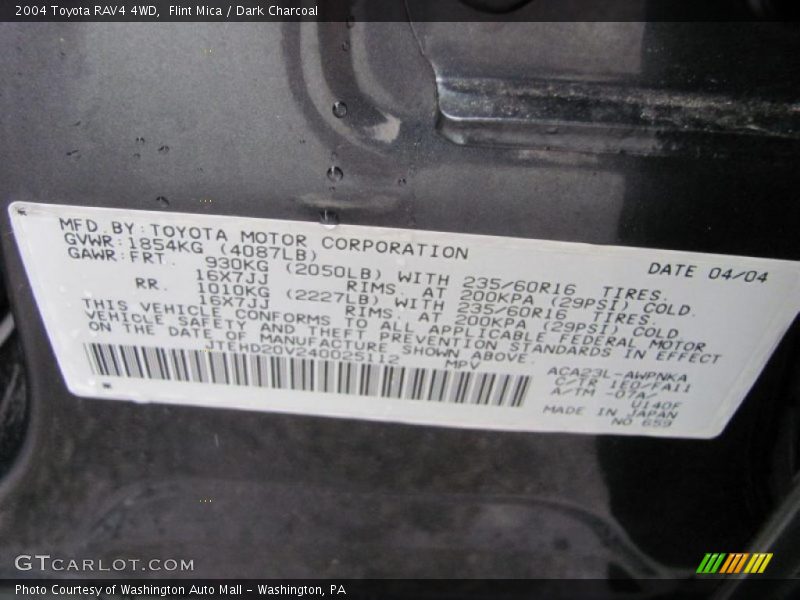 2004 Toyota RAV4 4WD,  Flint Mica / Dark Charcoal
MFD.BY:TOYOTA MOTOR CORPORATION
DATE 04/04
GVWR:1854KG (4087LB)
GAWR:FRT. 930KG (2050LB) WITH 235/60R16 TIRES.
16X7JJ RIMS. AT 200KPA (29PSI) COLD.
RR. 1010KG (2227LB) WITH 235/60R16 TIRES.
16X7JJ RIMS. AT 200KPA (29PSI) COLD
THIS VEHICLE CONFORMS TO ALL APPLICABLE FEDERAL MOTOR
VEHICLE SAFETY AND THEFT PREVENTION STANDARDS IN EFFECT
ON THE DATE OF MANUFACTURE SHOWN ABOVE.
JTEHD20V240025112 MPV
ACA23L-AWPNKA
C/TR 1E0/FA11
A/TM -07A/
U140F
MADE IN JAPAN
NO 659
GTCARLOT.COM
Photo Courtesy of Washington Auto Mall - Washington, PA